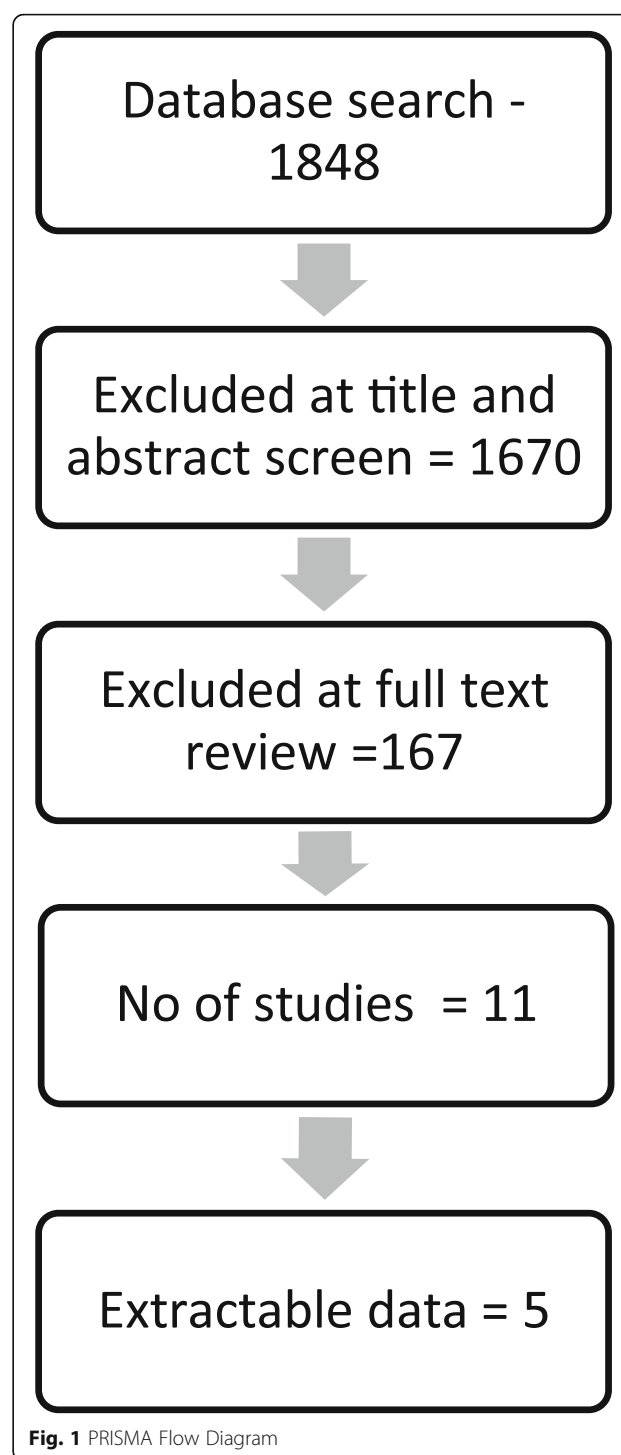 Database search -
1848
Excluded at title and
abstract screen = 1670
Excluded at full text
review =167
No of studies = 11
Extractable data = 5
Fig. 1 PRISMA Flow Diagram